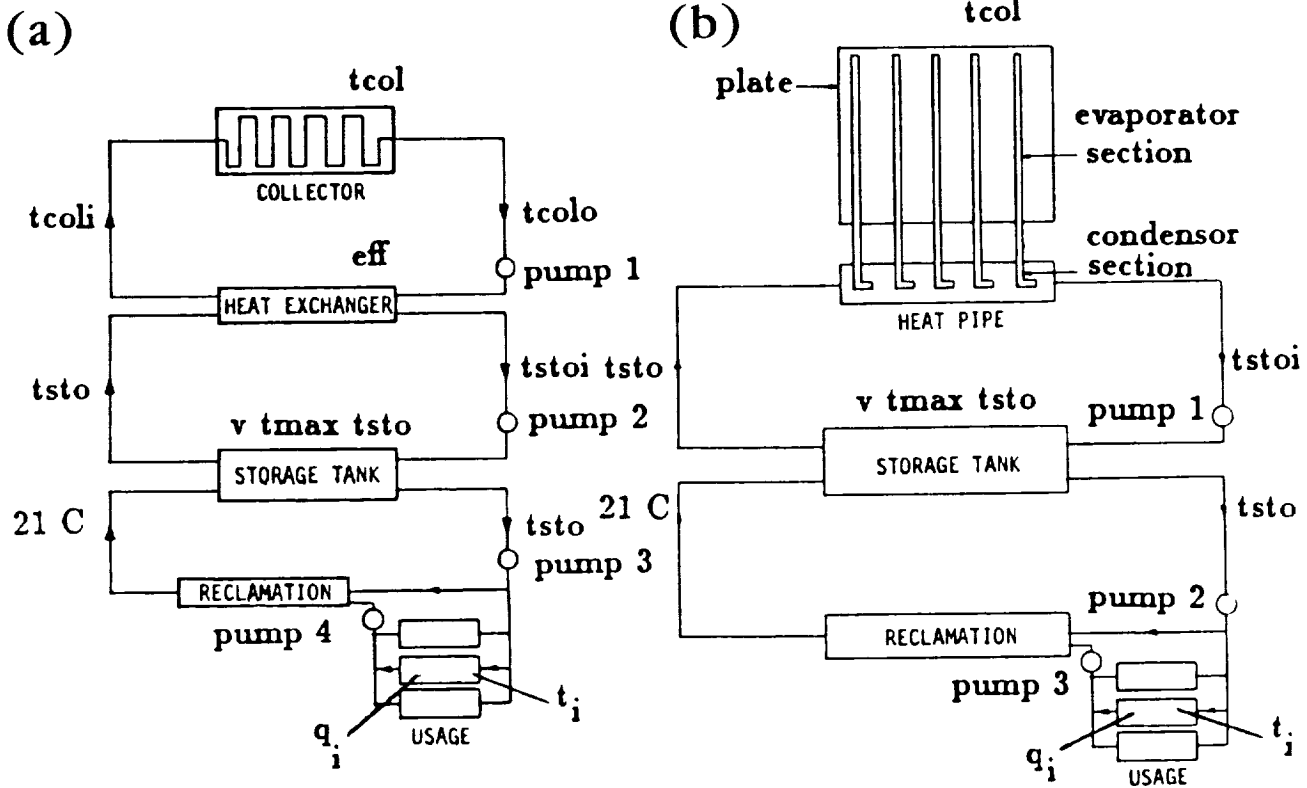 (a)
tcol
COLLECTOR
tcoli
tcolo
eff
pump 1
HEAT EXCHANGER
tsto
tstoi
pump 2
v tmax tsto
STORAGE TANK
21 C
tsto
pump 3
RECLAMATION
pump 4
t i
q i
USAGE
(b)
tcol
plate
evaporator
section
condensor
section
HEAT PIPE
tsto
tstoi
v tmax tsto
pump 1
STORAGE TANK
21 C
tsto
pump 2
RECLAMATION
pump 3
t i
q i
USAGE